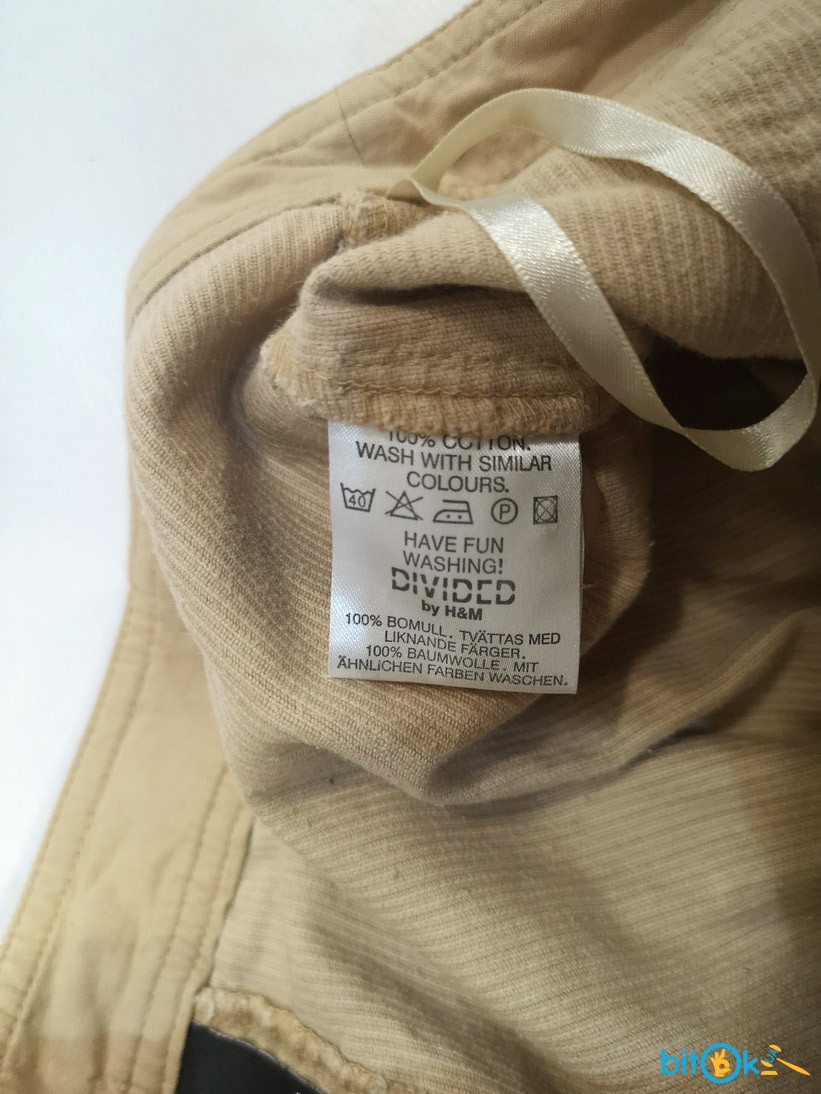 100% COTTON.
WASH WITH SIMILAR
COLOURS.
40 P
HAVE FUN
WASHING!
DIVIDED
by H&M
100% BOMULL. TVÄTTAS MED
LIKNANDE FÄRGER.
100% BAUMWOLLE. MIT
ÄHNLICHEN FARBEN WASCHEN.
bitOk